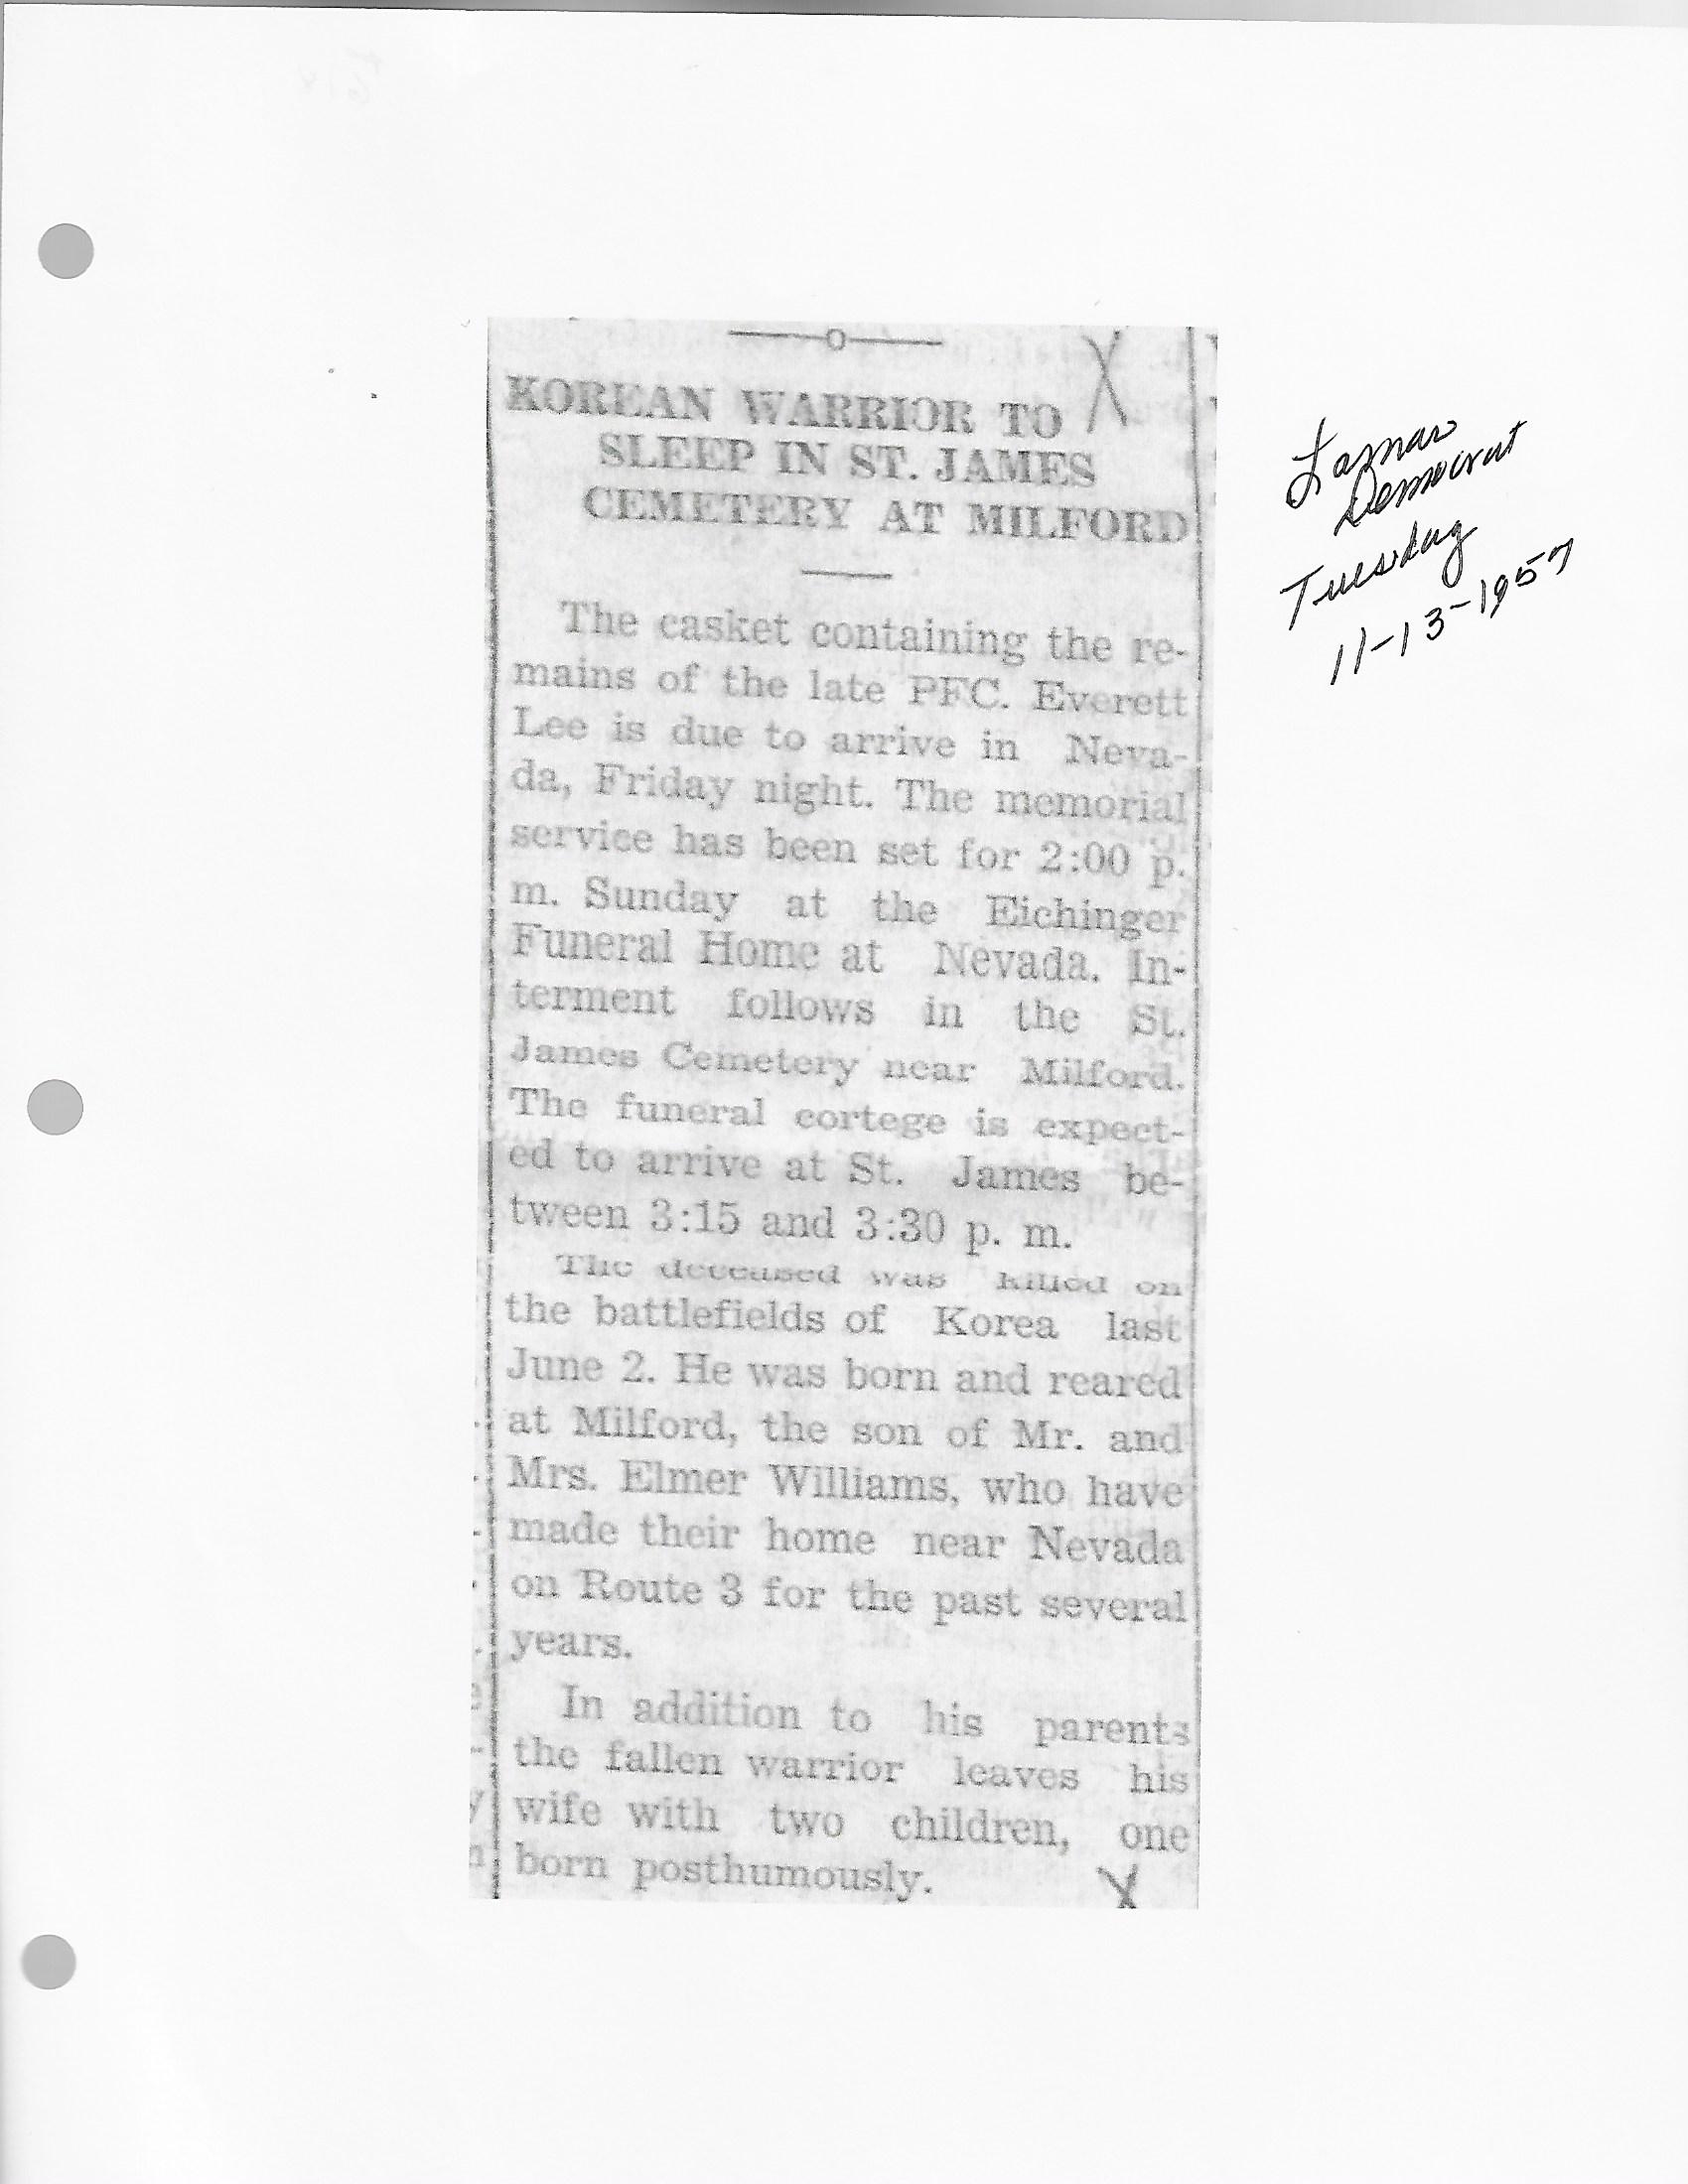 KOREAN WARRIOR TO
SLEEP IN ST. JAMES
CEMETERY AT MILFORD
The casket containing the re-
mains of the late PFC. Everett
Lee is due to arrive in Neva-
da, Friday night. The memorial
service has been set for 2:00 p.
m. Sunday at the Eichinger
Funeral Home at Nevada. In-
terment follows in the St.
James Cemetery near Milford.
The funeral cortege is expect-
ed to arrive at St. James be-
tween 3:15 and 3:30 p. m.
The deceased was killed on
the battlefields of Korea last
June 2. He was born and reared
at Milford, the son of Mr. and
Mrs. Elmer Williams, who have
made their home near Nevada
on Route 3 for the past several
years.
In addition to his parents
the fallen warrior leaves his
wife with two children, one
born posthumously.
Lamar
Democrat
Tuesday
11-13-1957